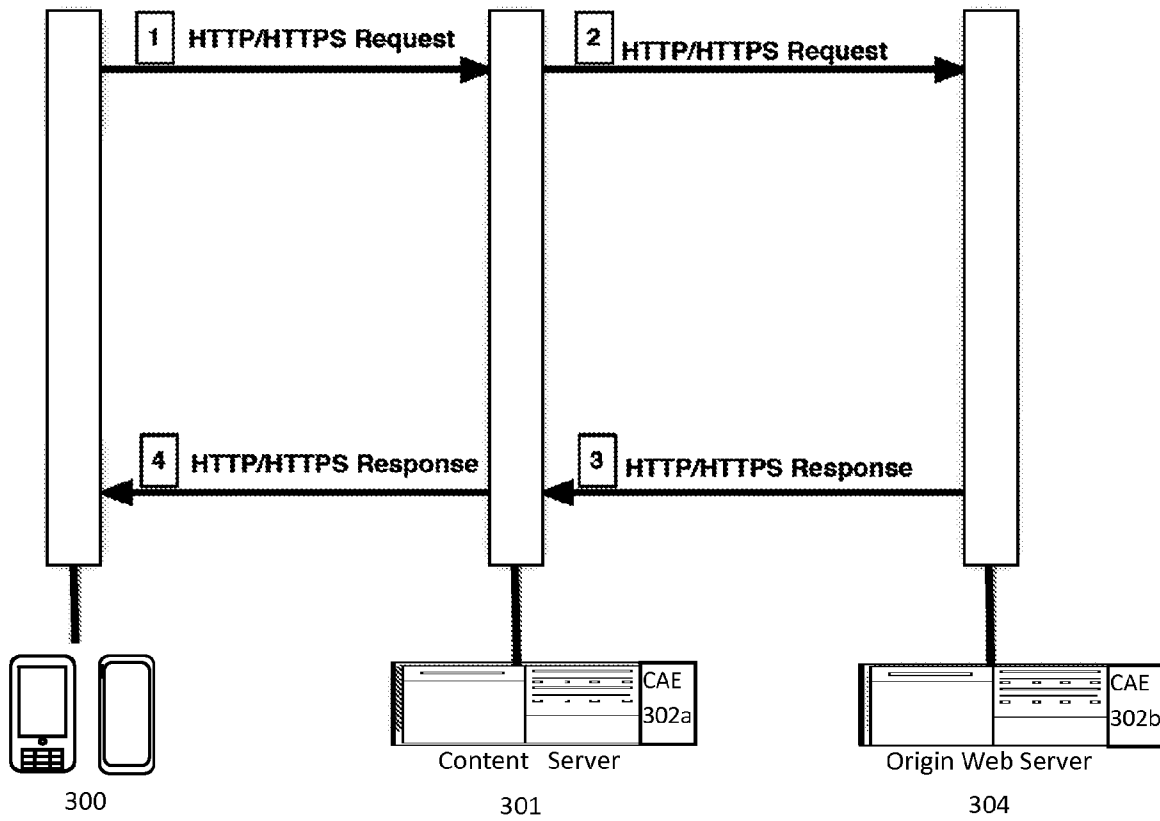 1 HTTP/HTTPS Request
2 HTTP/HTTPS Request
4 HTTP/HTTPS Response
3 HTTP/HTTPS Response
CAE
302a
CAE
302b
Content Server
Origin Web Server
300
301
304